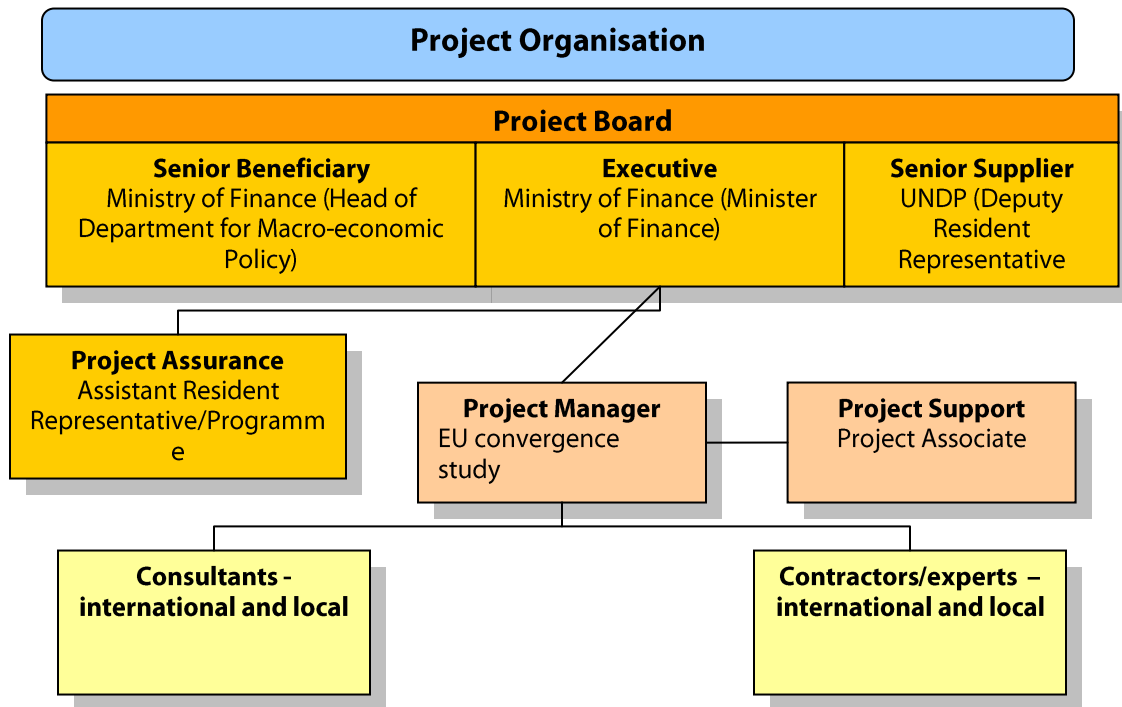 Project Organisation
Project Board
Senior Beneficiary
Ministry of Finance (Head of
Department for Macro-economic
Policy)
Executive
Ministry of Finance (Minister
of Finance)
Senior Supplier
UNDP (Deputy
Resident
Representative
Project Assurance
Assistant Resident
Representative/Programm
e
Project Manager
EU convergence
study
Project Support
Project Associate
Consultants -
international and local
Contractors/experts –
international and local